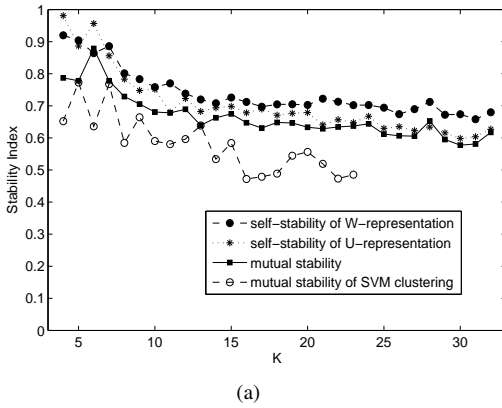 1
0.9
0.8
0.7
0.6
0.5
0.4
0.3
0.2
0.1
0
Stability Index
self-stability of W-representation
self-stability of U-representation
mutual stability
mutual stability of SVM clustering
5 10 15 20 25 30
K
(a)